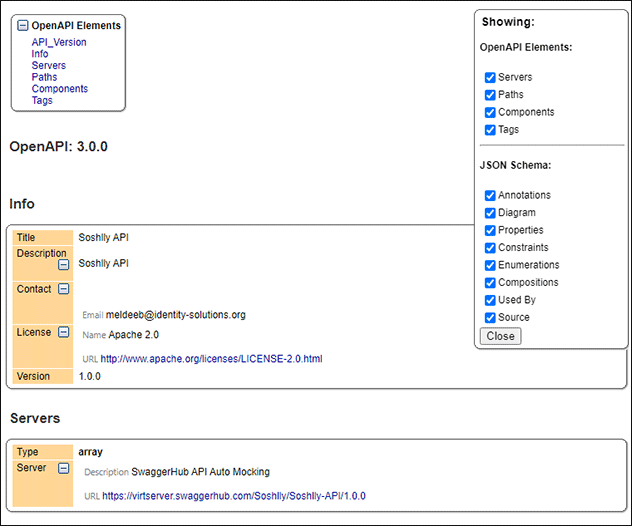 OpenAPI Elements
API_Version
Info
Servers
Paths
Components
Tags
Showing:
OpenAPI Elements:
Servers
Paths
Components
Tags
JSON Schema:
Annotations
Diagram
Properties
Constraints
Enumerations
Compositions
Used By
Source
Close
OpenAPI: 3.0.0
Info
Title Soshlly API
Description Soshlly API
Contact
Email meldeeb@identity-solutions.org
License Name Apache 2.0
URL http://www.apache.org/licenses/LICENSE-2.0.html
Version 1.0.0
Servers
Type array
Server Description SwaggerHub API Auto Mocking
URL https://virtserver.swaggerhub.com/Soshlly/Soshlly-API/1.0.0